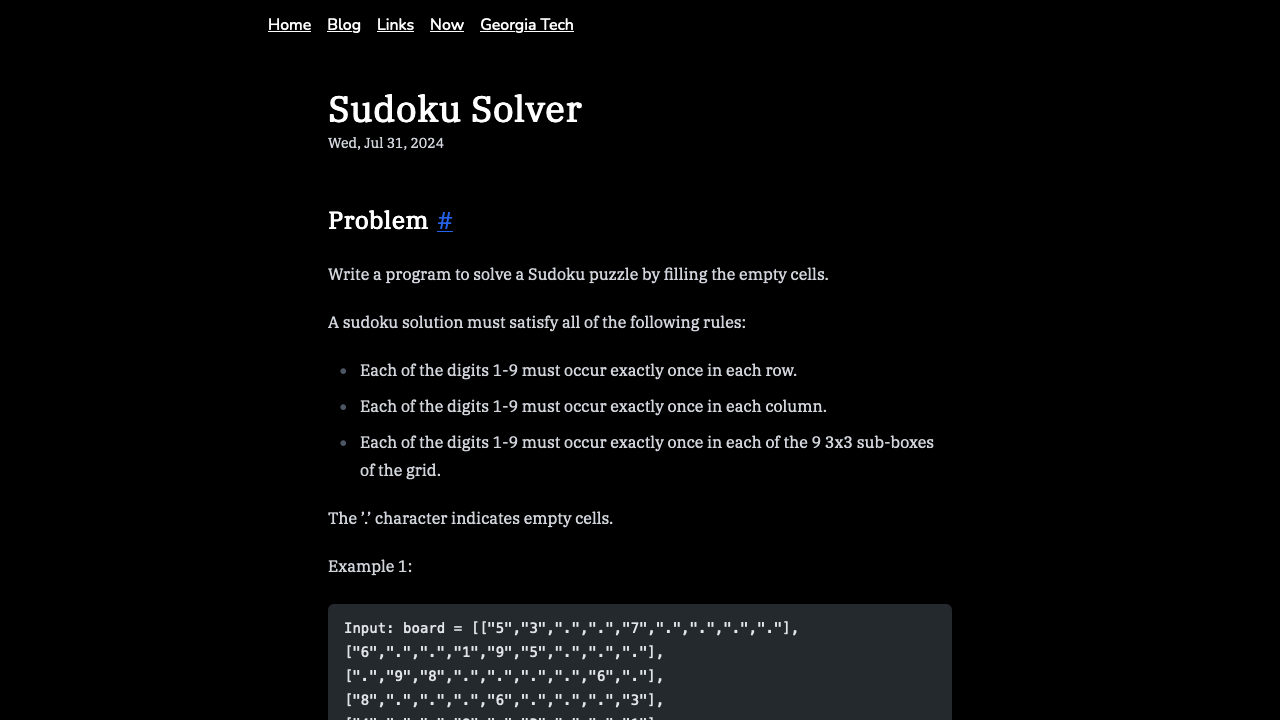 Home Blog Links Now Georgia Tech
Sudoku Solver
Wed, Jul 31, 2024
Problem #
Write a program to solve a Sudoku puzzle by filling the empty cells.
A sudoku solution must satisfy all of the following rules:
• Each of the digits 1-9 must occur exactly once in each row.
• Each of the digits 1-9 must occur exactly once in each column.
• Each of the digits 1-9 must occur exactly once in each of the 9 3x3 sub-boxes
of the grid.
The ’.’ character indicates empty cells.
Example 1:
Input: board = [["5","3",".",".","7",".",".",".","."],
["6",".",".","1","9","5",".",".","."],
[".","9","8",".",".",".",".","6","."],
["8",".",".",".","6",".",".",".","3"],